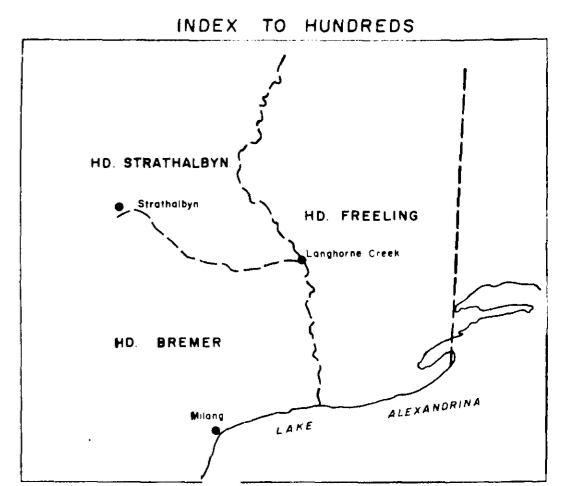 INDEX TO HUNDREDS
HD. STRATHALBYN
Strathalbyn
HD. FREELING
Langhorne Creek
HD. BREMER
Milang
LAKE ALEXANDRINA